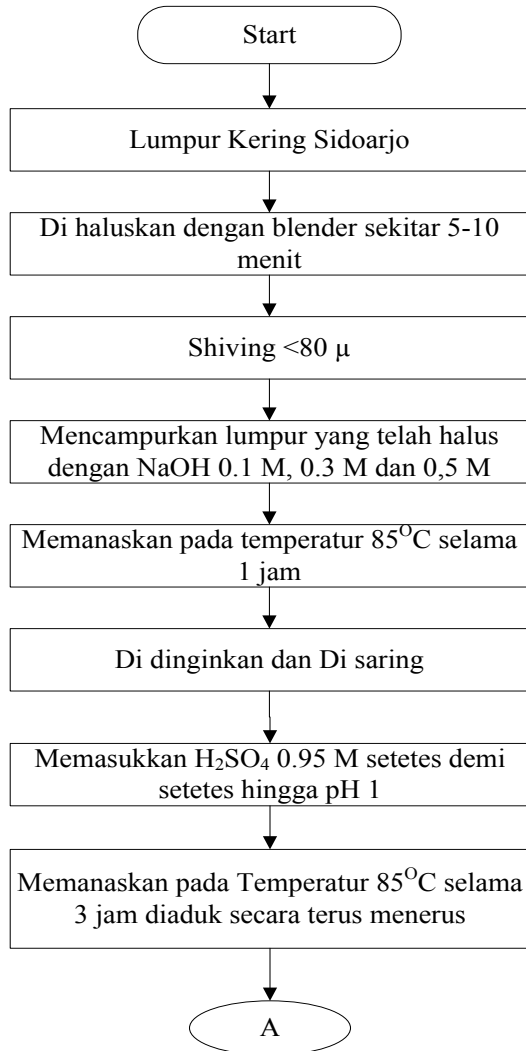 Start
Lumpur Kering Sidoarjo
Di haluskan dengan blender sekitar 5-10
menit
Shiving <80 μ
Mencampurkan lumpur yang telah halus
dengan NaOH 0.1 M, 0.3 M dan 0,5 M
Memanaskan pada temperatur 85ᴼC selama
1 jam
Di dinginkan dan Di saring
Memasukkan H₂SO₄ 0.95 M setetes demi
setetes hingga pH 1
Memanaskan pada Temperatur 85ᴼC selama
3 jam diaduk secara terus menerus
A